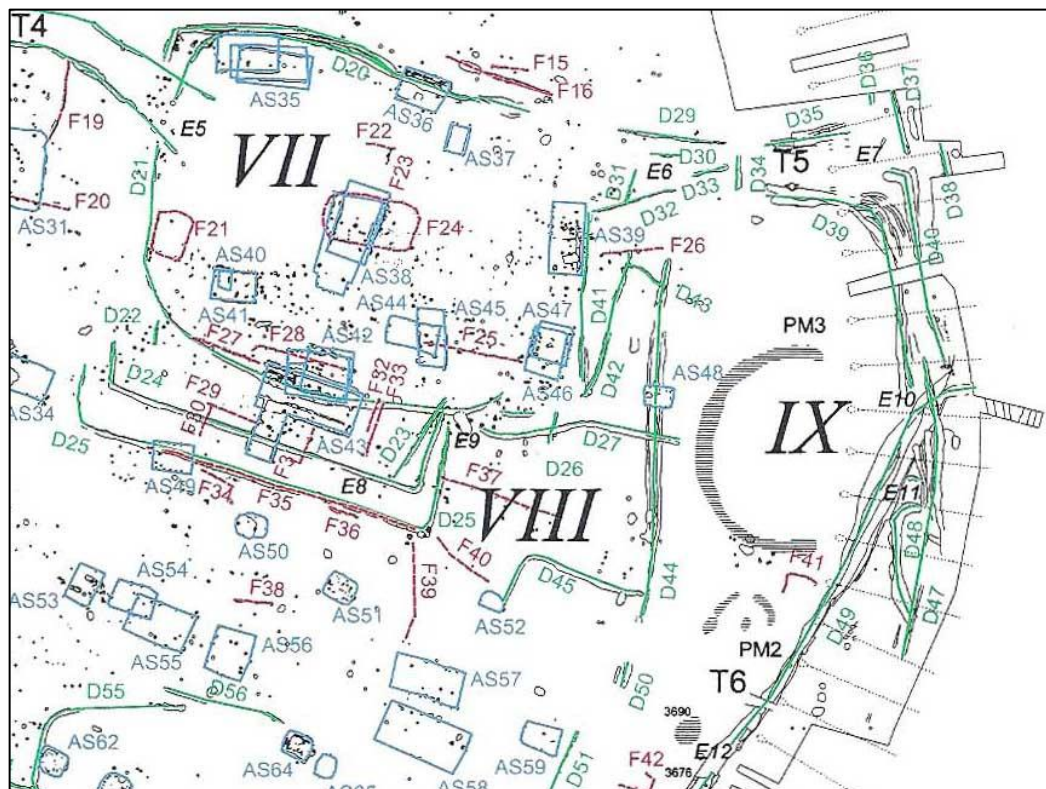 T4
F15
D20
F16
AS35
AS36
D36
D37
F19
E5
F22
AS37
D29
D35
T5
E7
VII
F23
D30
E6
D34
D31
D33
D21
D32
D38
F20
AS31
F21
F24
AS39
F26
D39
D40
AS40
AS38
D41
D43
AS41
AS44
AS45
AS47
D22
F27
F28
AS42
F25
PM3
D24
F32
F33
AS46
D42
AS48
AS34
F29
F30
E10
D25
AS43
D23
E9
D27
IX
F31
D26
AS49
E8
F37
E11
F34
F35
D25
VIII
D48
F36
AS50
F40
F41
AS54
F38
AS51
F39
D45
D44
AS53
AS52
D49
D47
AS55
AS56
PM2
AS57
T6
D50
D55
D56
3690
AS62
AS64
AS59
D51
F42
E12
3676
AS58